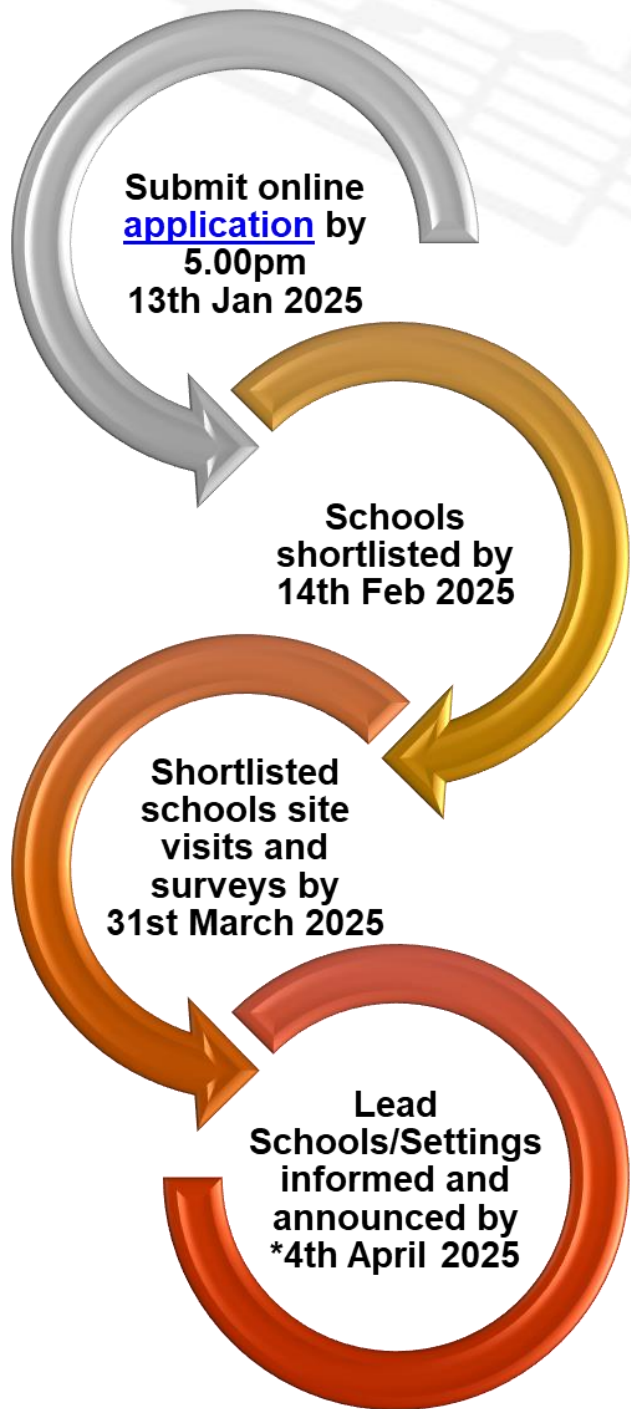 Submit online
application by
5.00pm
13th Jan 2025
Schools
shortlisted by
14th Feb 2025
Shortlisted
schools site
visits and
surveys by
31st March 2025
Lead
Schools/Settings
informed and
announced by
*4th April 2025